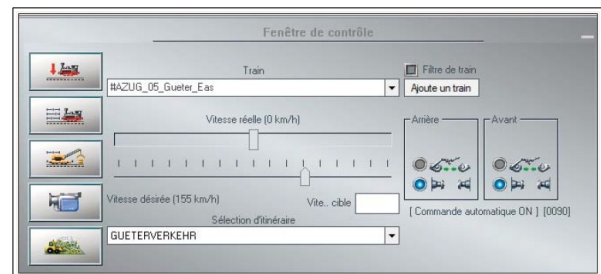 Fenêtre de contrôle
Train
Filtre de train
#AZUG_05_Gueter_Eas
Ajoute un train
Vitesse réelle (0 km/h)
Arrière
Avant
Vitesse désirée (155 km/h)
Vite.. cible
[ Commande automatique ON ] [0090]
Sélection d'itinéraire
GUETERVERKEHR